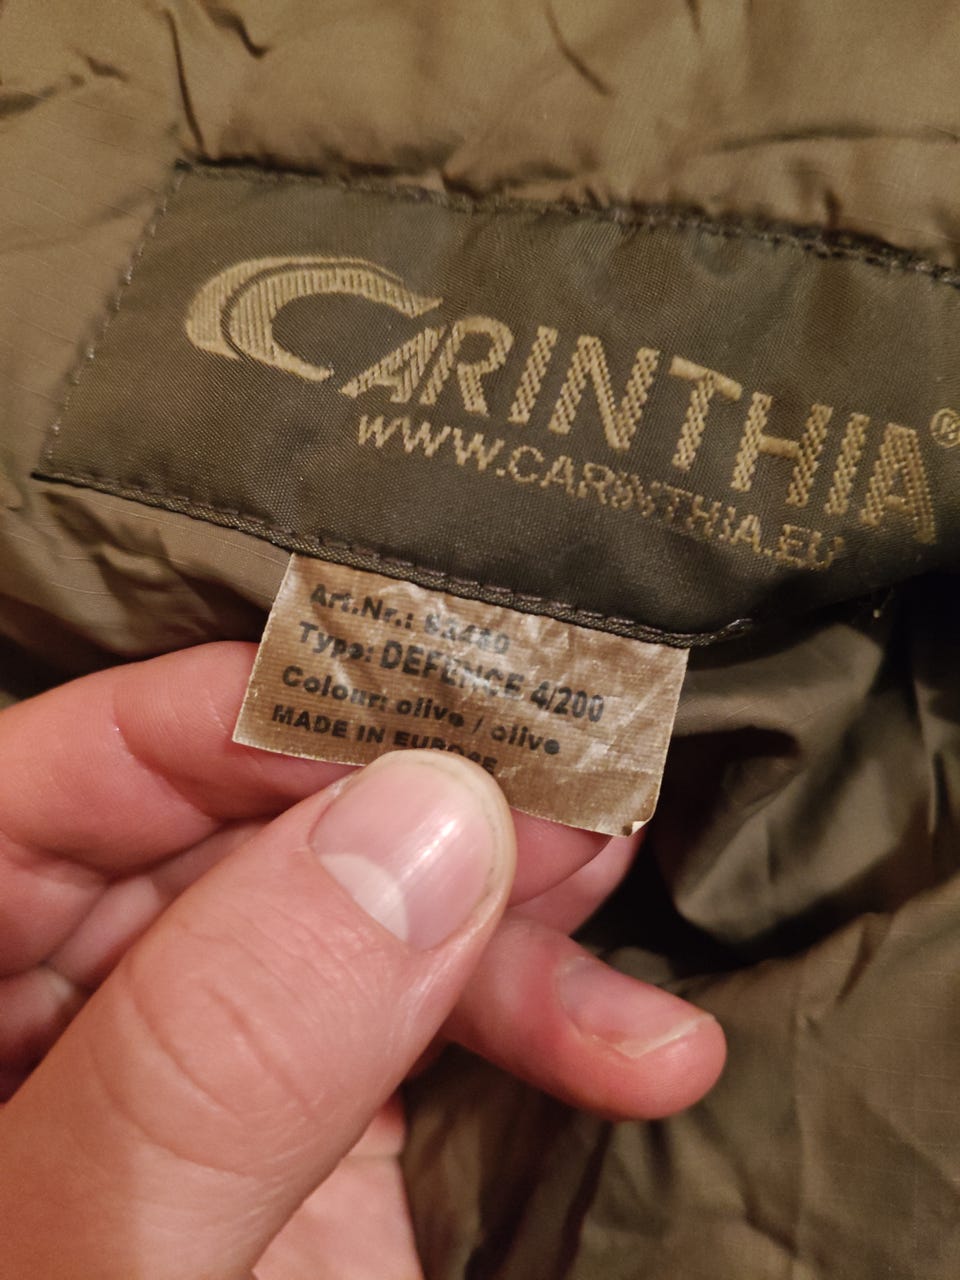 CARINTHIA®
WWW.CARINTHIA.EU
Art.Nr.:
Type: DEFENCE 4/200
Colour: olive / olive
MADE IN EUROPE